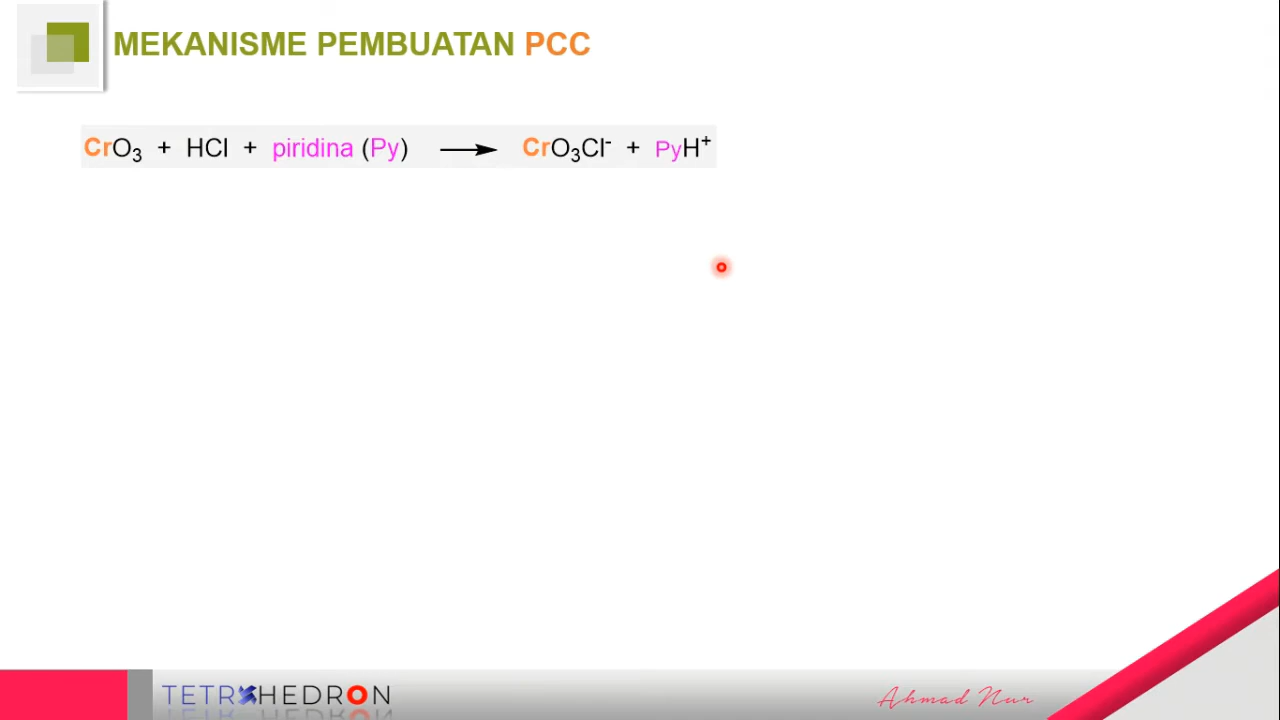 MEKANISME PEMBUATAN PCC
CrO₃ + HCl + piridina (Py) ⟶ CrO₃Cl⁻ + PyH⁺
TETRAHEDRON
Ahmad Nur